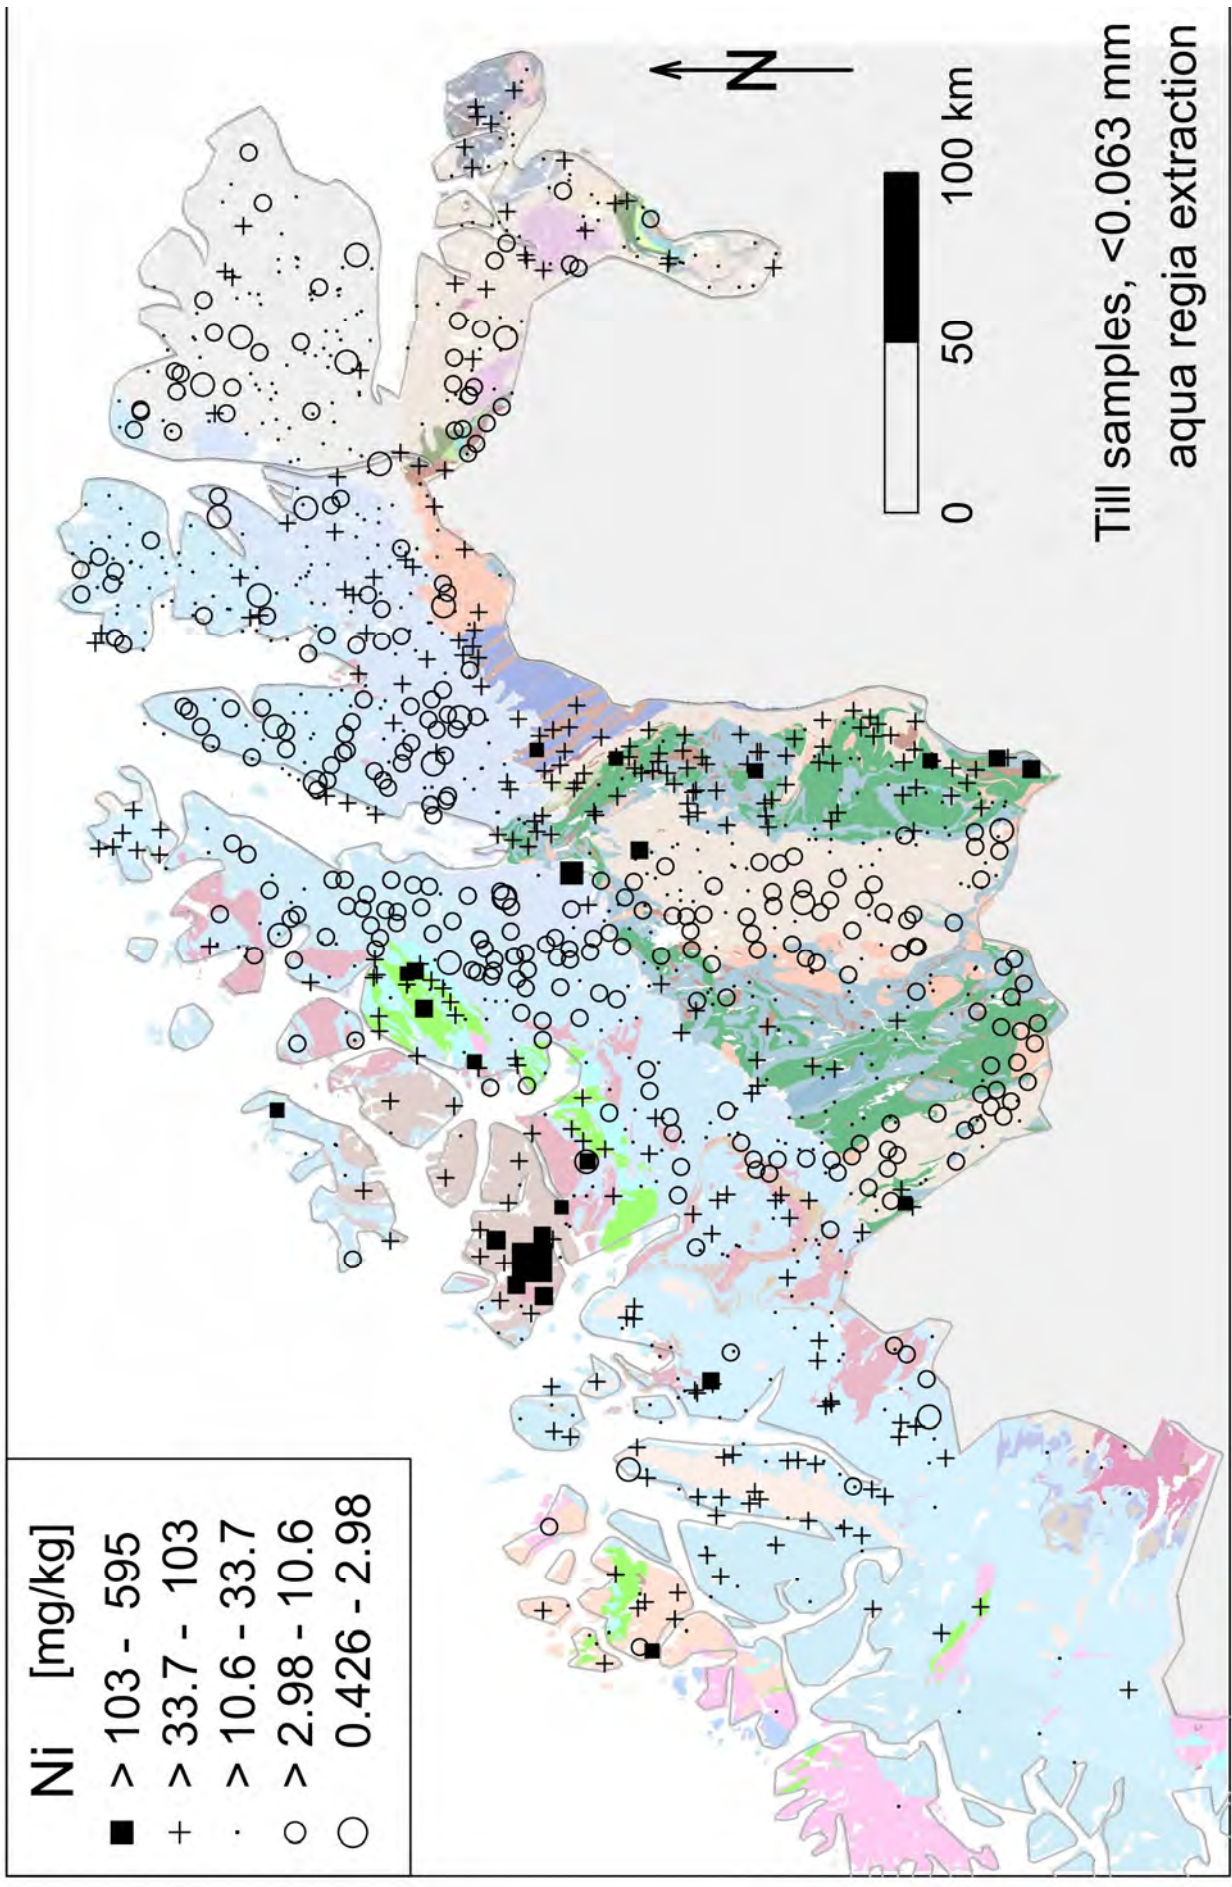 Ni [mg/kg]
> 103 - 595
> 33.7 - 103
> 10.6 - 33.7
> 2.98 - 10.6
0.426 - 2.98
N
0 50 100 km
Till samples, <0.063 mm
aqua regia extraction